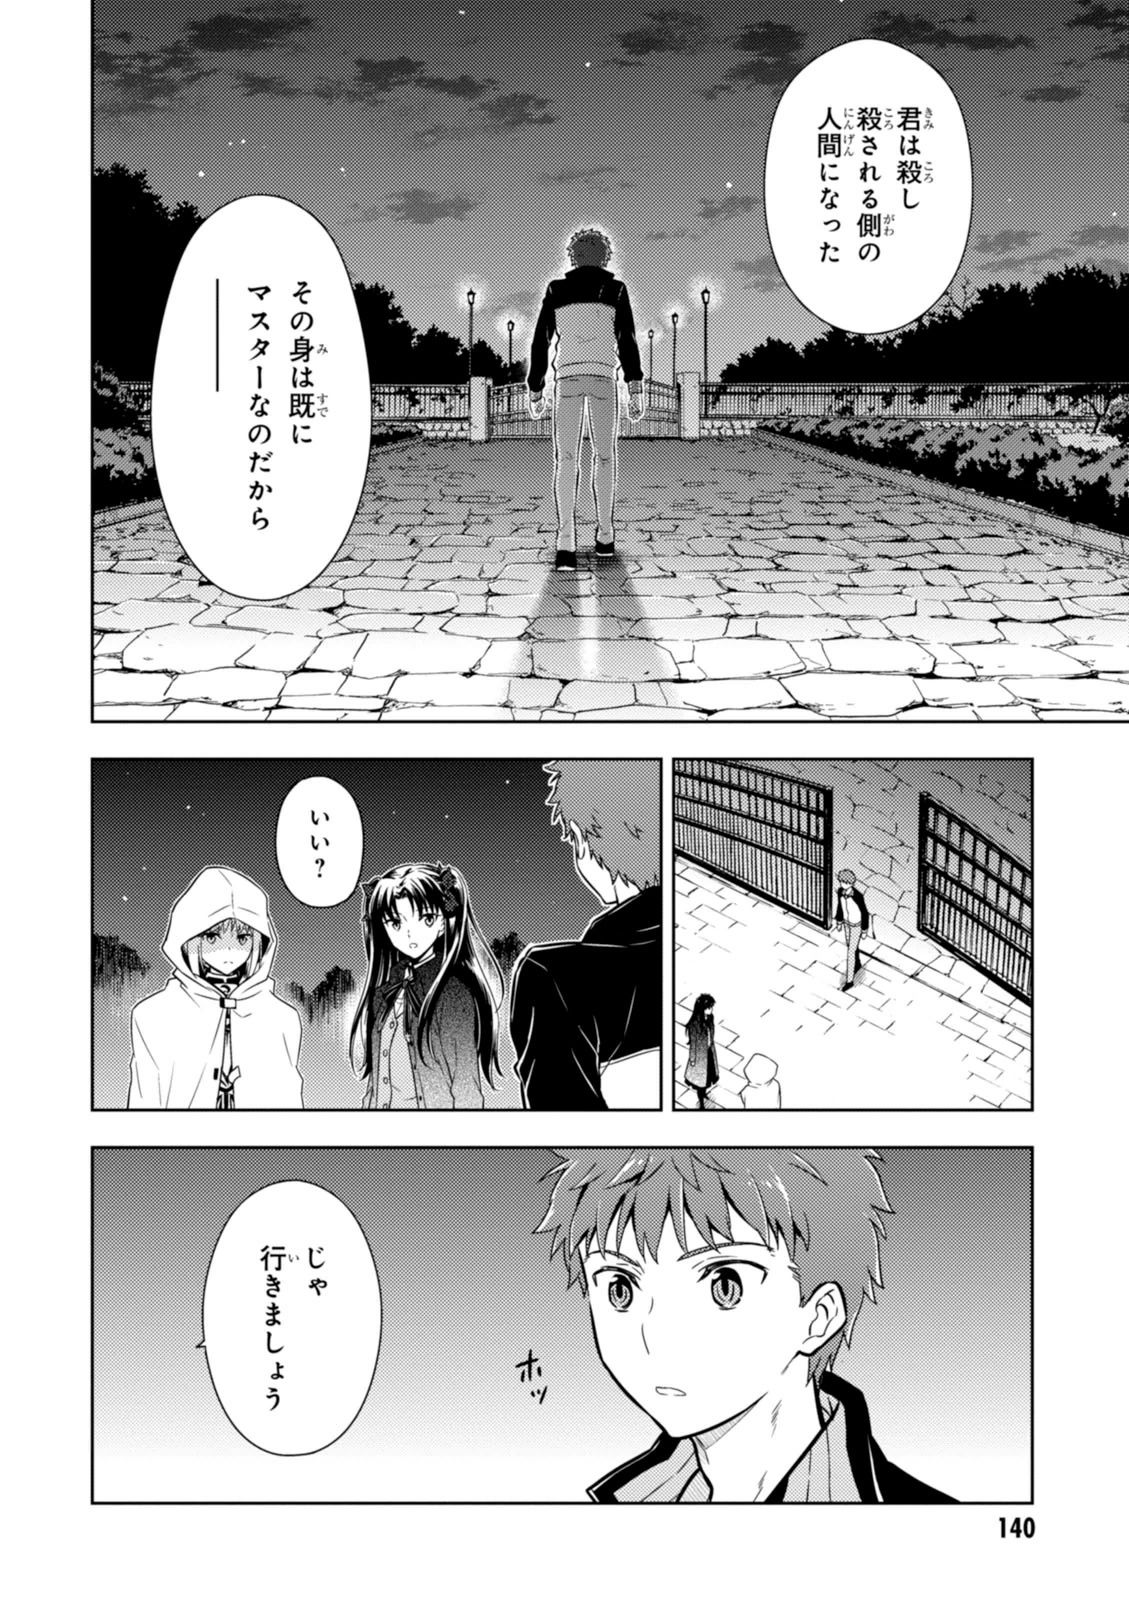 君は殺し
殺される側の
人間になった
その身は既に
マスターなのだから
――
いい?
じゃ
行きましょう
ホッ
140